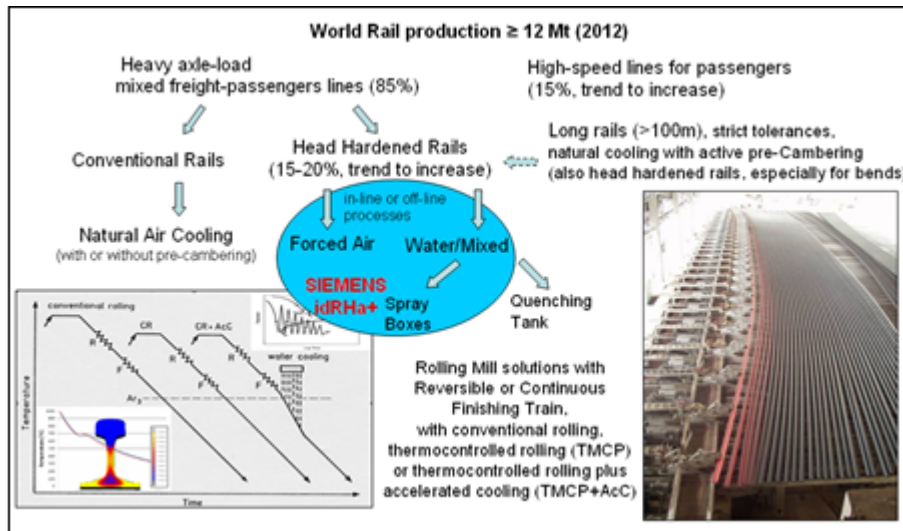 World Rail production ≥ 12 Mt (2012)
Heavy axle-load
mixed freight-passengers lines (85%)
High-speed lines for passengers
(15%, trend to increase)
Conventional Rails
Head Hardened Rails
(15-20%, trend to increase)
Long rails (>100m), strict tolerances,
natural cooling with active pre-Cambering
(also head hardened rails, especially for bends)
in-line or off-line
processes
Natural Air Cooling
(with or without pre-cambering)
Forced Air
Water/Mixed
SIEMENS
idRHa+
Spray
Boxes
Quenching
Tank
conventional rolling
CR
CR+AcC
water cooling
R
R
R
F
F
F
Ar₃
Temperature
Time
Rolling Mill solutions with
Reversible or Continuous
Finishing Train,
with conventional rolling,
thermocontrolled rolling (TMCP)
or thermocontrolled rolling plus
accelerated cooling (TMCP+AcC)